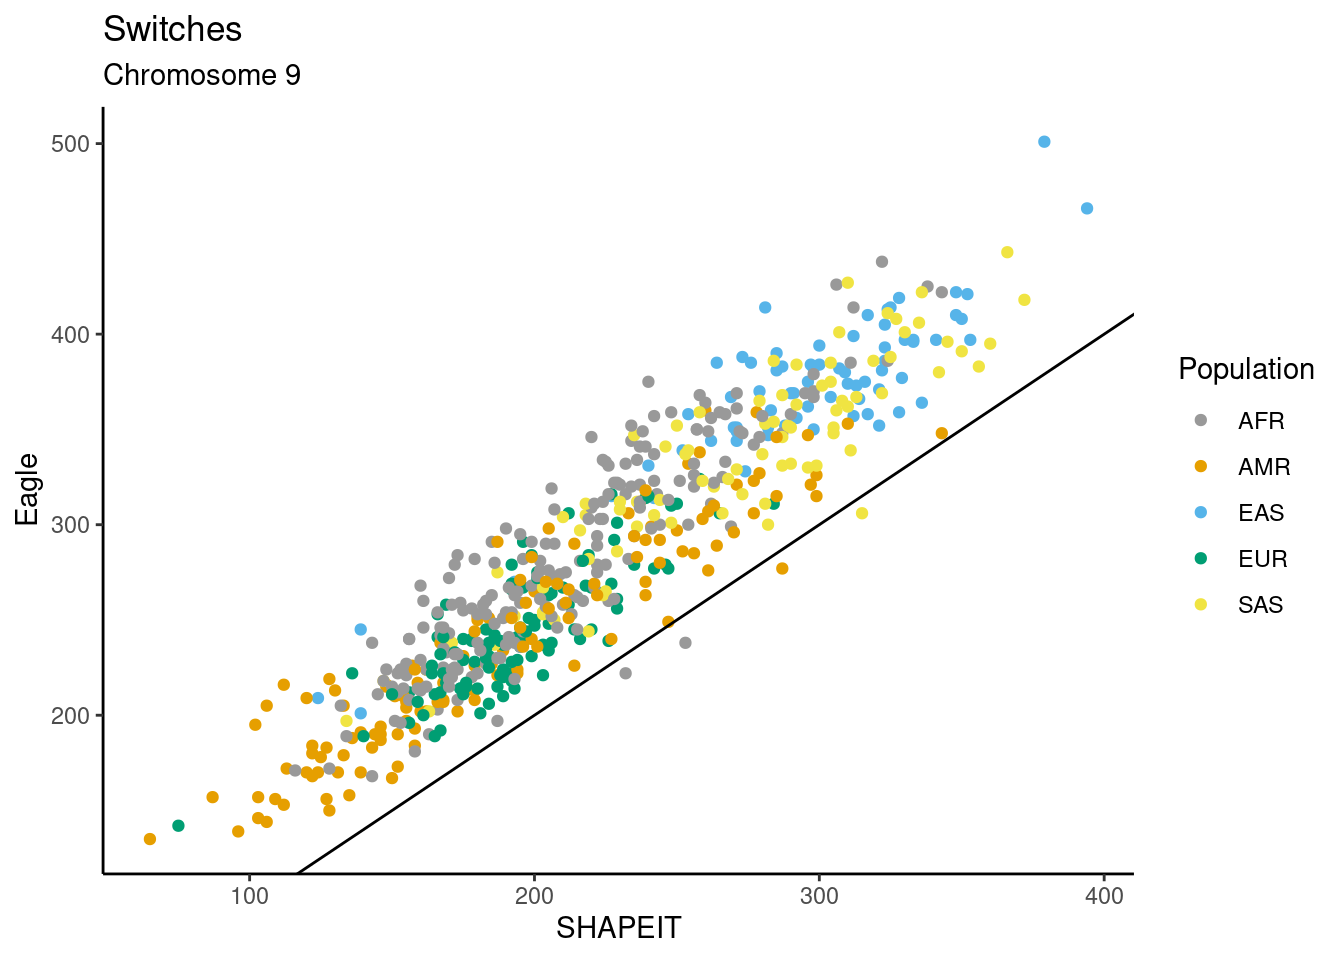 Switches
Chromosome 9
500
400
300
200
Eagle
100
200
300
400
SHAPEIT
Population
AFR
AMR
EAS
EUR
SAS